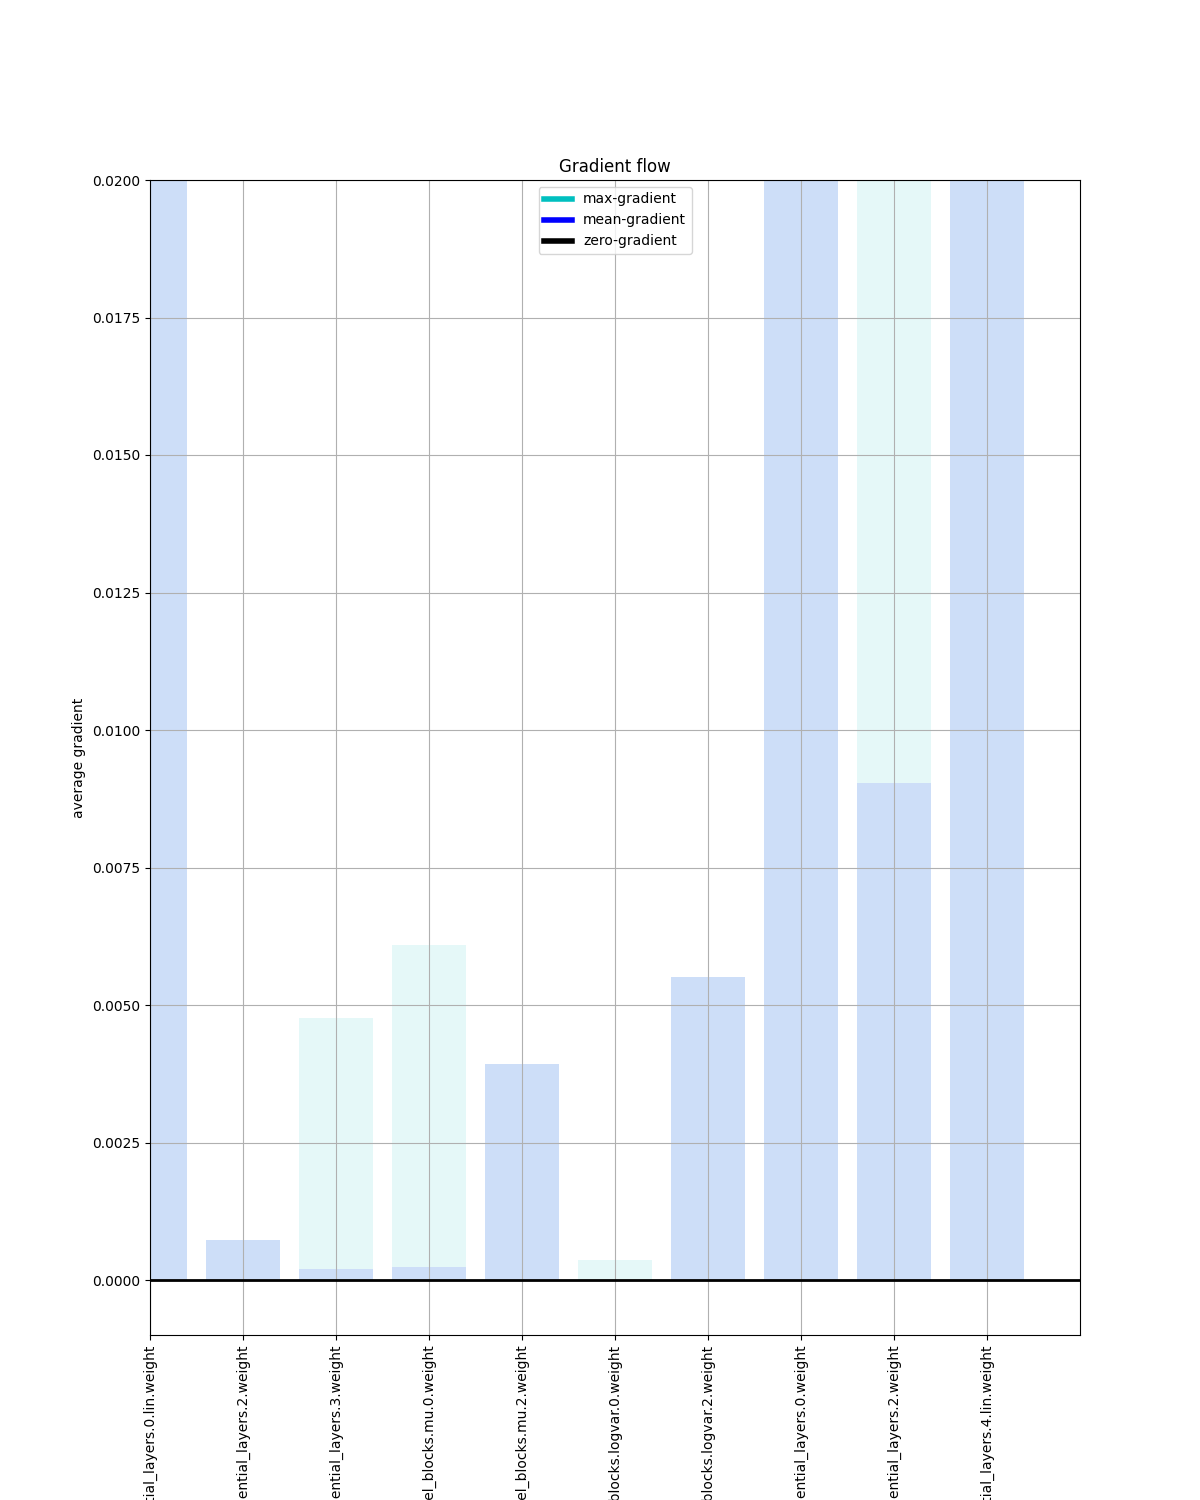 Gradient flow
max-gradient
mean-gradient
zero-gradient
average gradient
0.0200
0.0175
0.0150
0.0125
0.0100
0.0075
0.0050
0.0025
0.0000
tial_layers.0.lin.weight
ential_layers.2.weight
ential_layers.3.weight
el_blocks.mu.0.weight
el_blocks.mu.2.weight
blocks.logvar.0.weight
blocks.logvar.2.weight
ential_layers.0.weight
ential_layers.2.weight
tial_layers.4.lin.weight